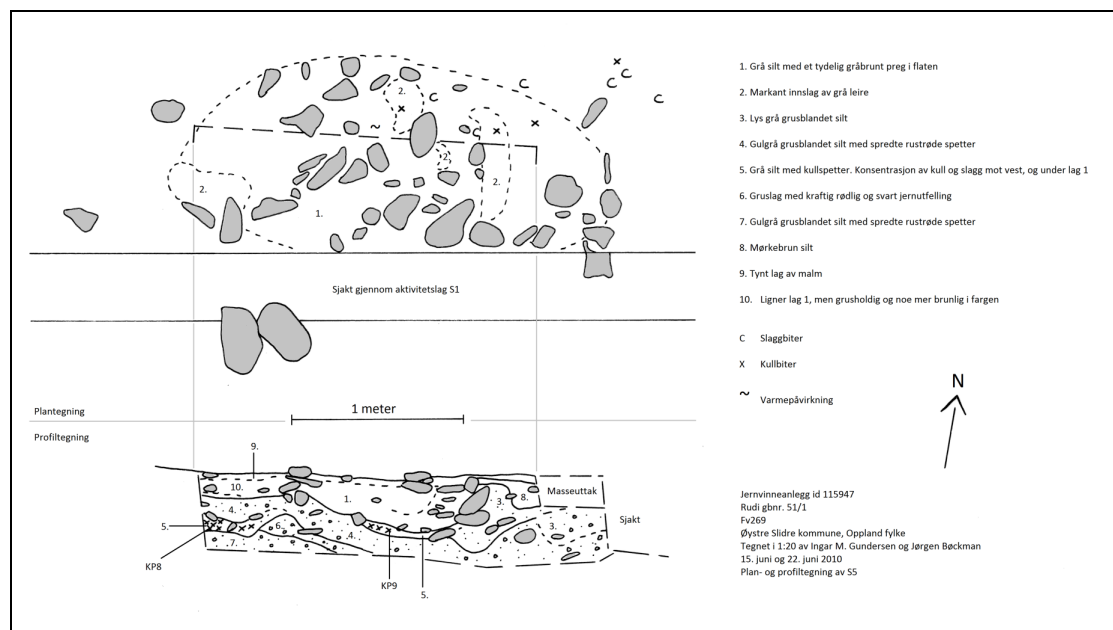 1. Grå silt med et tydelig gråbrunt preg i flaten
2. Markant innslag av grå leire
3. Lys grå grusblandet silt
4. Gulgrå grusblandet silt med spredte rustrøde spetter
5. Grå silt med kullspetter. Konsentrasjon av kull og slagg mot vest, og under lag 1
6. Gruslag med kraftig rødlig og svart jernutfelling
7. Gulgrå grusblandet silt med spredte rustrøde spetter
8. Mørkebrun silt
9. Tynt lag av malm
10. Ligner lag 1, men grusholdig og noe mer brunlig i fargen
C Slaggbiter
X Kullbiter
~ Varmepåvirkning
N
2.
2.
2.
2.
1.
Sjakt gjennom aktivitetslag S1
1 meter
Plantegning
Profiltegning
9.
10.
1.
3.
8.
Masseuttak
Sjakt
4.
5.
6.
4.
3.
7.
KP8
KP9
5.
Jernvinneanlegg id 115947
Rudi gbnr. 51/1
Fv269
Øystre Slidre kommune, Oppland fylke
Tegnet i 1:20 av Ingar M. Gundersen og Jørgen Bøckman
15. juni og 22. juni 2010
Plan- og profiltegning av S5